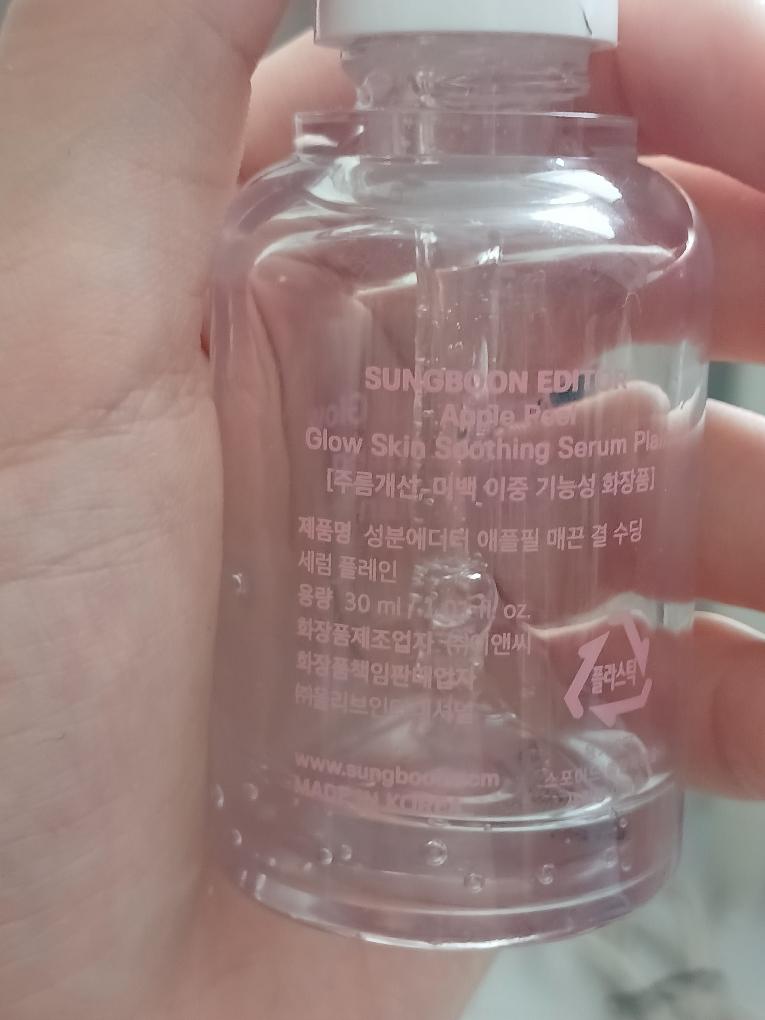 SUNGBOON EDITOR
Apple Peel
Glow Skin Soothing Serum
[주름개선, 미백 이중 기능성 화장품]
제품명 성분에디터 애플필 매끈 결 수딩
세럼 플레인
용량 30 ml / fl. oz.
화장품제조업자
화장품책임판매업자
플라스틱
MADE IN KOREA